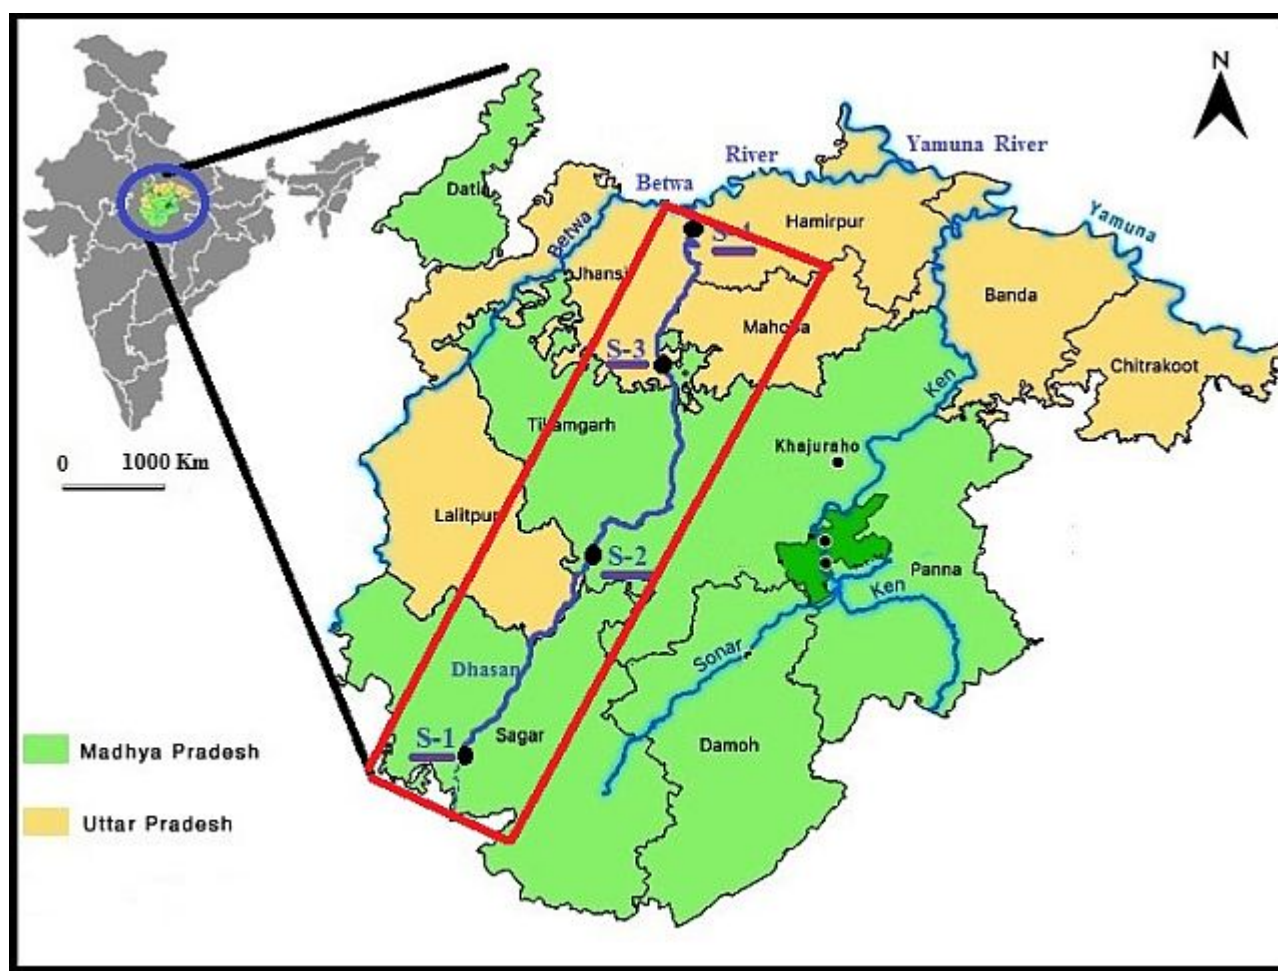 N
Yamuna River
River
Betwa
Datia
Hamirpur
Yamuna
Betwa
S-4
Jhansi
Banda
Mahoba
S-3
Chitrakoot
Ken
Tikamgarh
Khajuraho
0 1000 Km
Lalitpur
S-2
Panna
Ken
Sonar
Dhasan
S-1
Sagar
Damoh
Madhya Pradesh
Uttar Pradesh